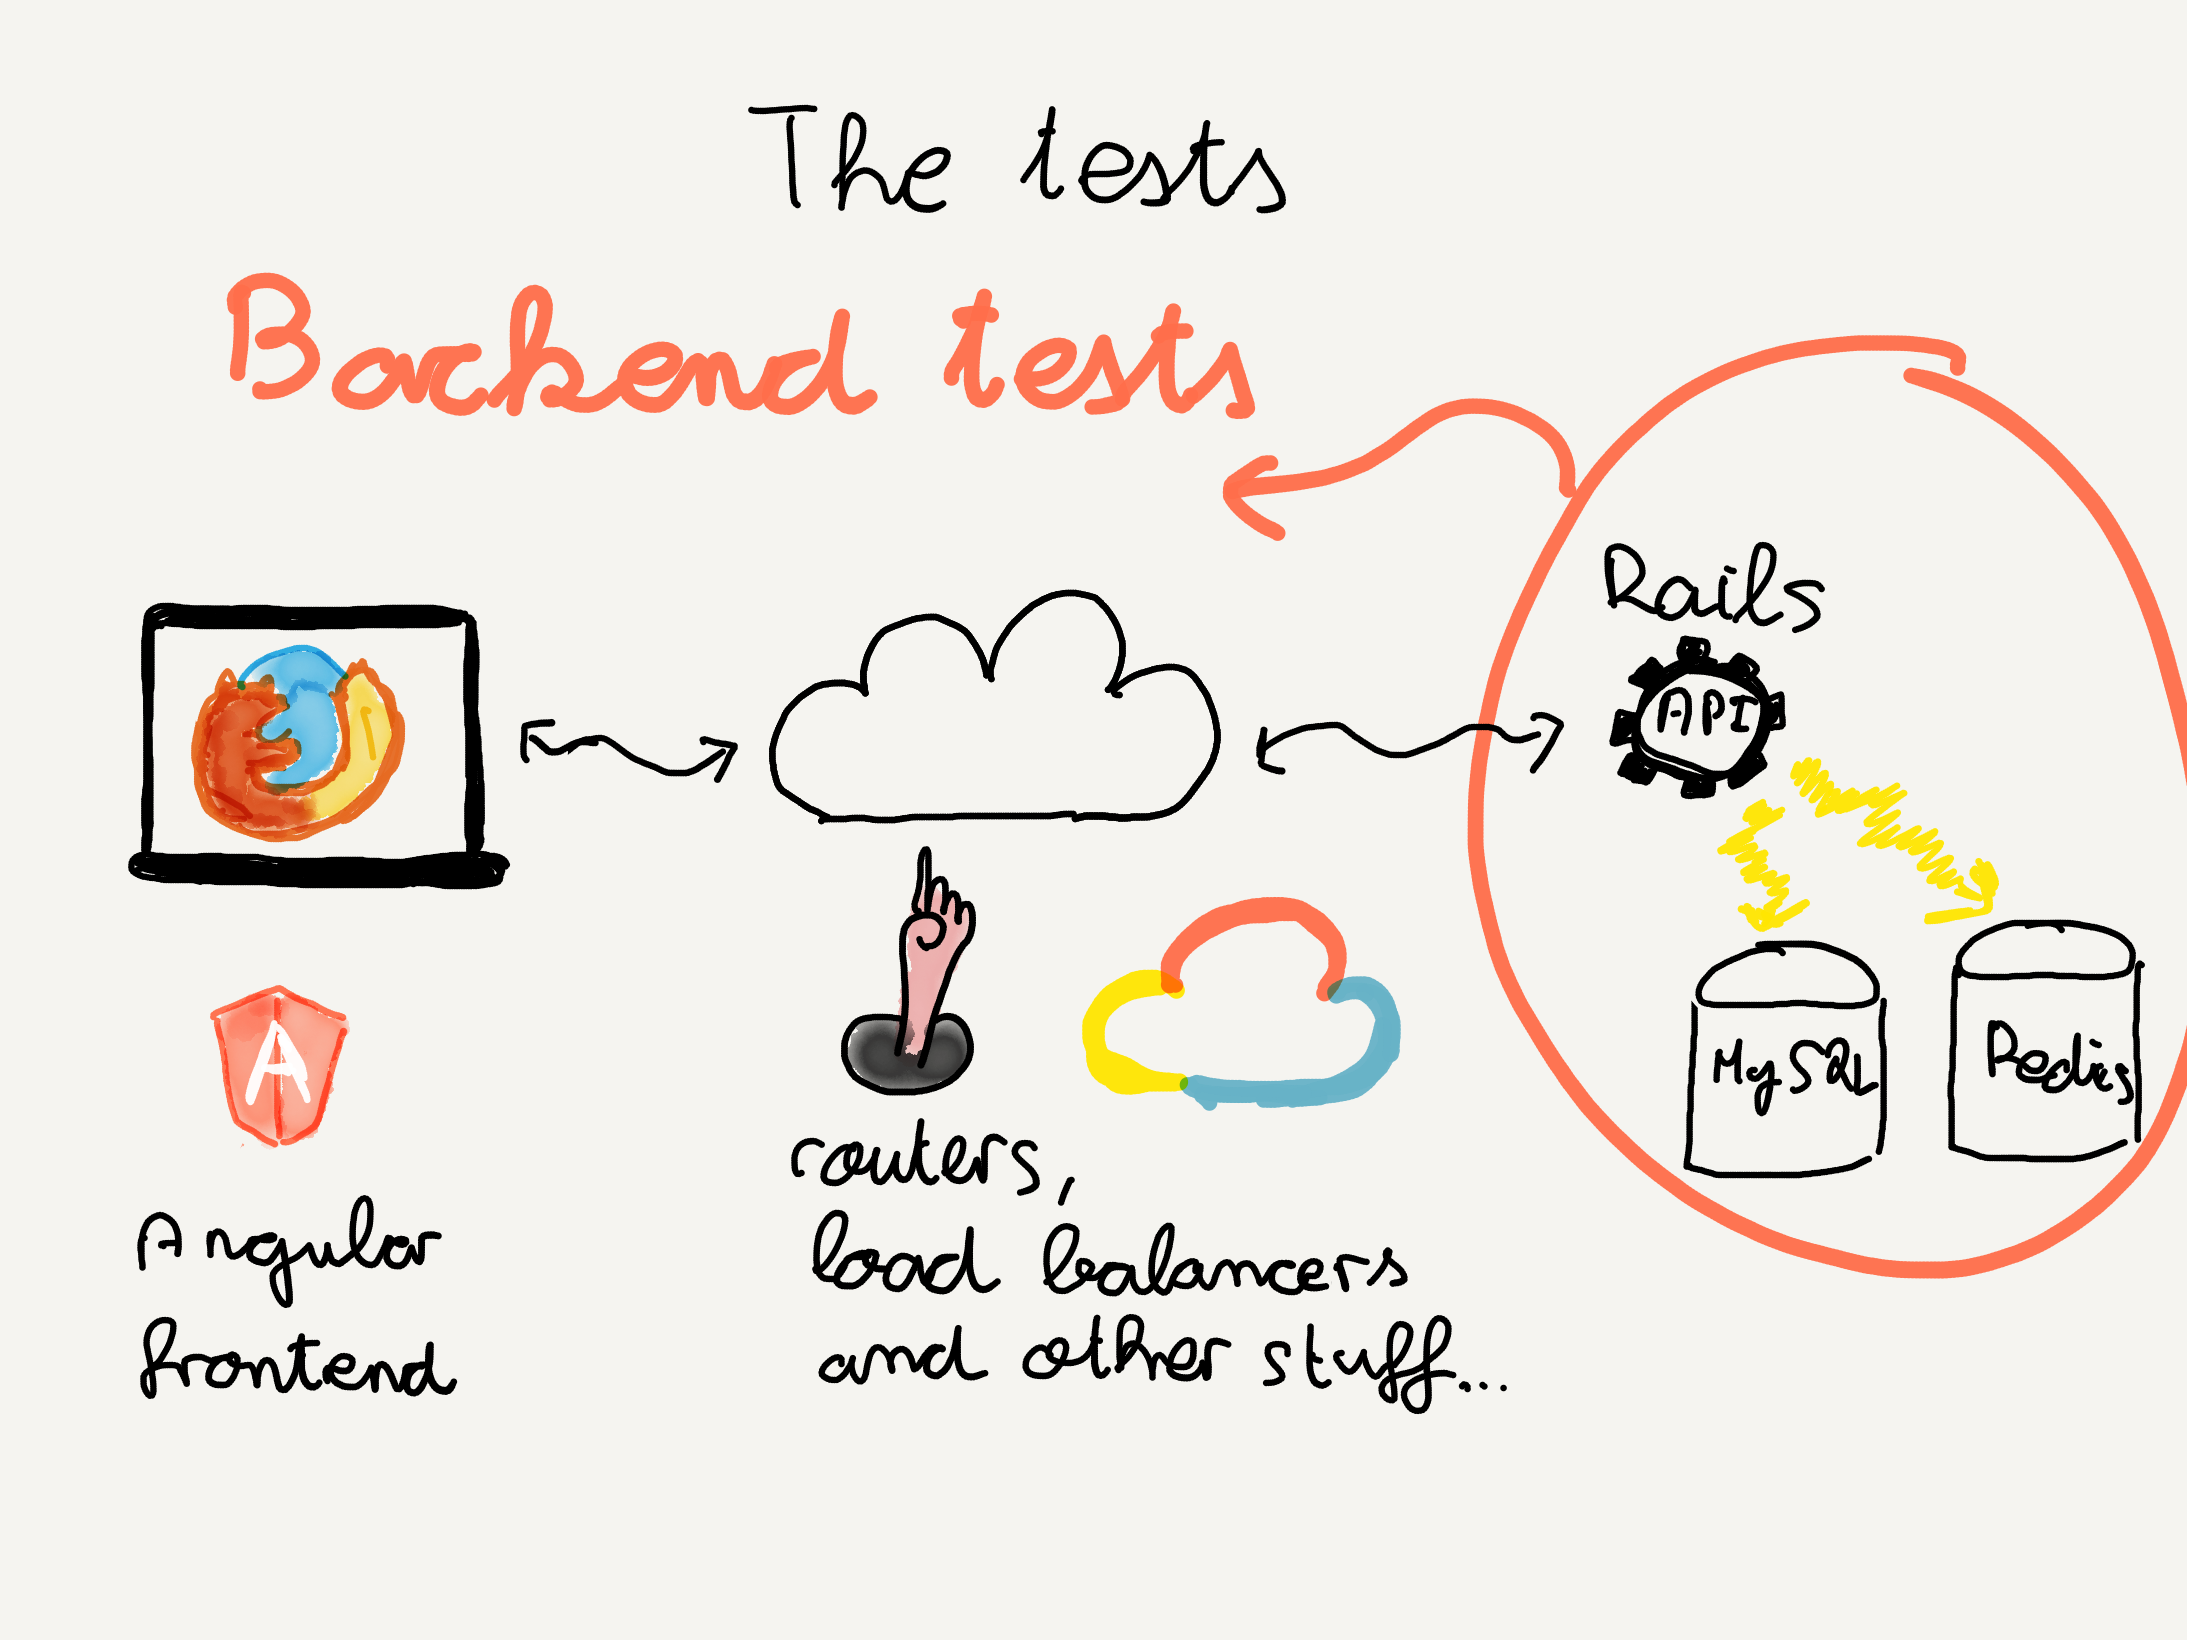 The tests
Backend tests
Rails
API
MySQL
Redis
A
Angular
frontend
routers,
load balancers
and other stuff...